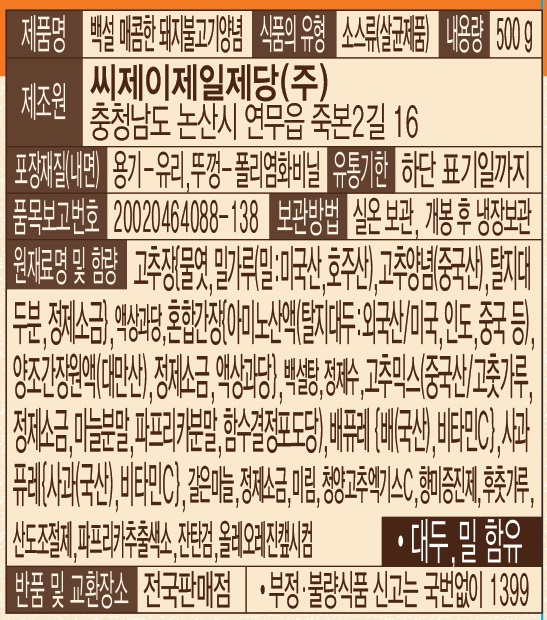 제품명 백설 매콤한 돼지불고기양념 식품의 유형 소스류(살균제품) 내용량 500 g
제조원 씨제이제일제당(주)
충청남도 논산시 연무읍 죽본2길 16
포장재질(내면) 용기-유리,뚜껑-폴리염화비닐 유통기한 하단 표기일까지
품목보고번호 20020464088-138 보관방법 실온 보관, 개봉 후 냉장보관
원재료명 및 함량 고추장{물엿, 밀가루(밀:미국산,호주산),고추양념(중국산),탈지대
두분,정제소금}, 액상과당,혼합간장{아미노산액(탈지대두:외국산/미국,인도,중국 등),
양조간장원액(대만산),정제소금,액상과당}, 백설탕,정제수,고추믹스(중국산/고춧가루,
정제소금,마늘분말,파프리카분말,함수결정포도당),배퓨레 {배(국산),비타민C},사과
퓨레{사과(국산),비타민C}, 갈은마늘,정제소금,미림,청양고추엑기스C,향미증진제,후춧가루,
산도조절제,파프리카추출색소,잔탄검,올레오레진캪시컴
•대두,밀 함유
반품 및 교환장소 전국판매점 •부정·불량식품 신고는 국번없이 1399